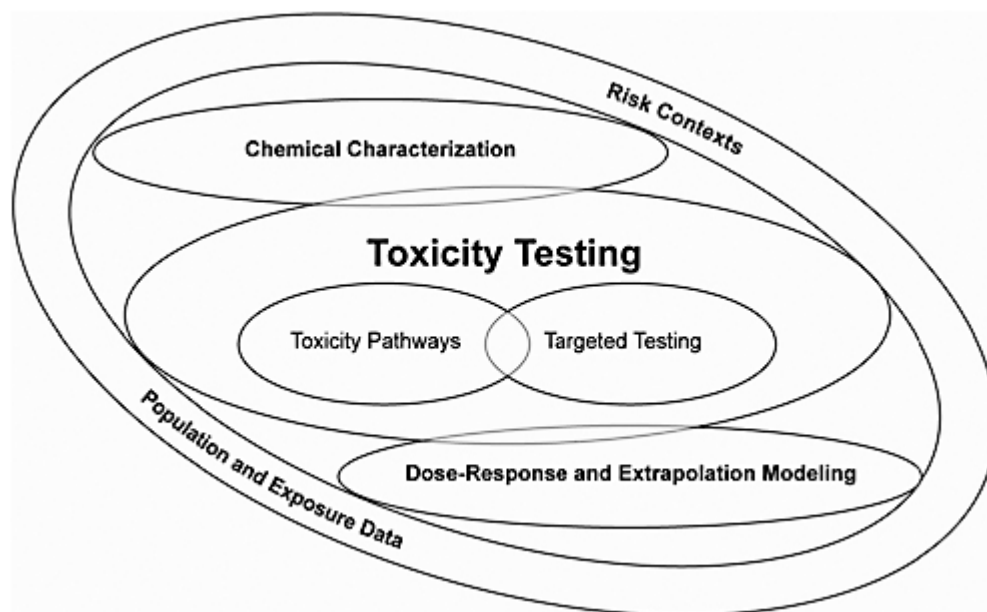 Risk Contexts
Chemical Characterization
Toxicity Testing
Toxicity Pathways
Targeted Testing
Population and Exposure Data
Dose-Response and Extrapolation Modeling